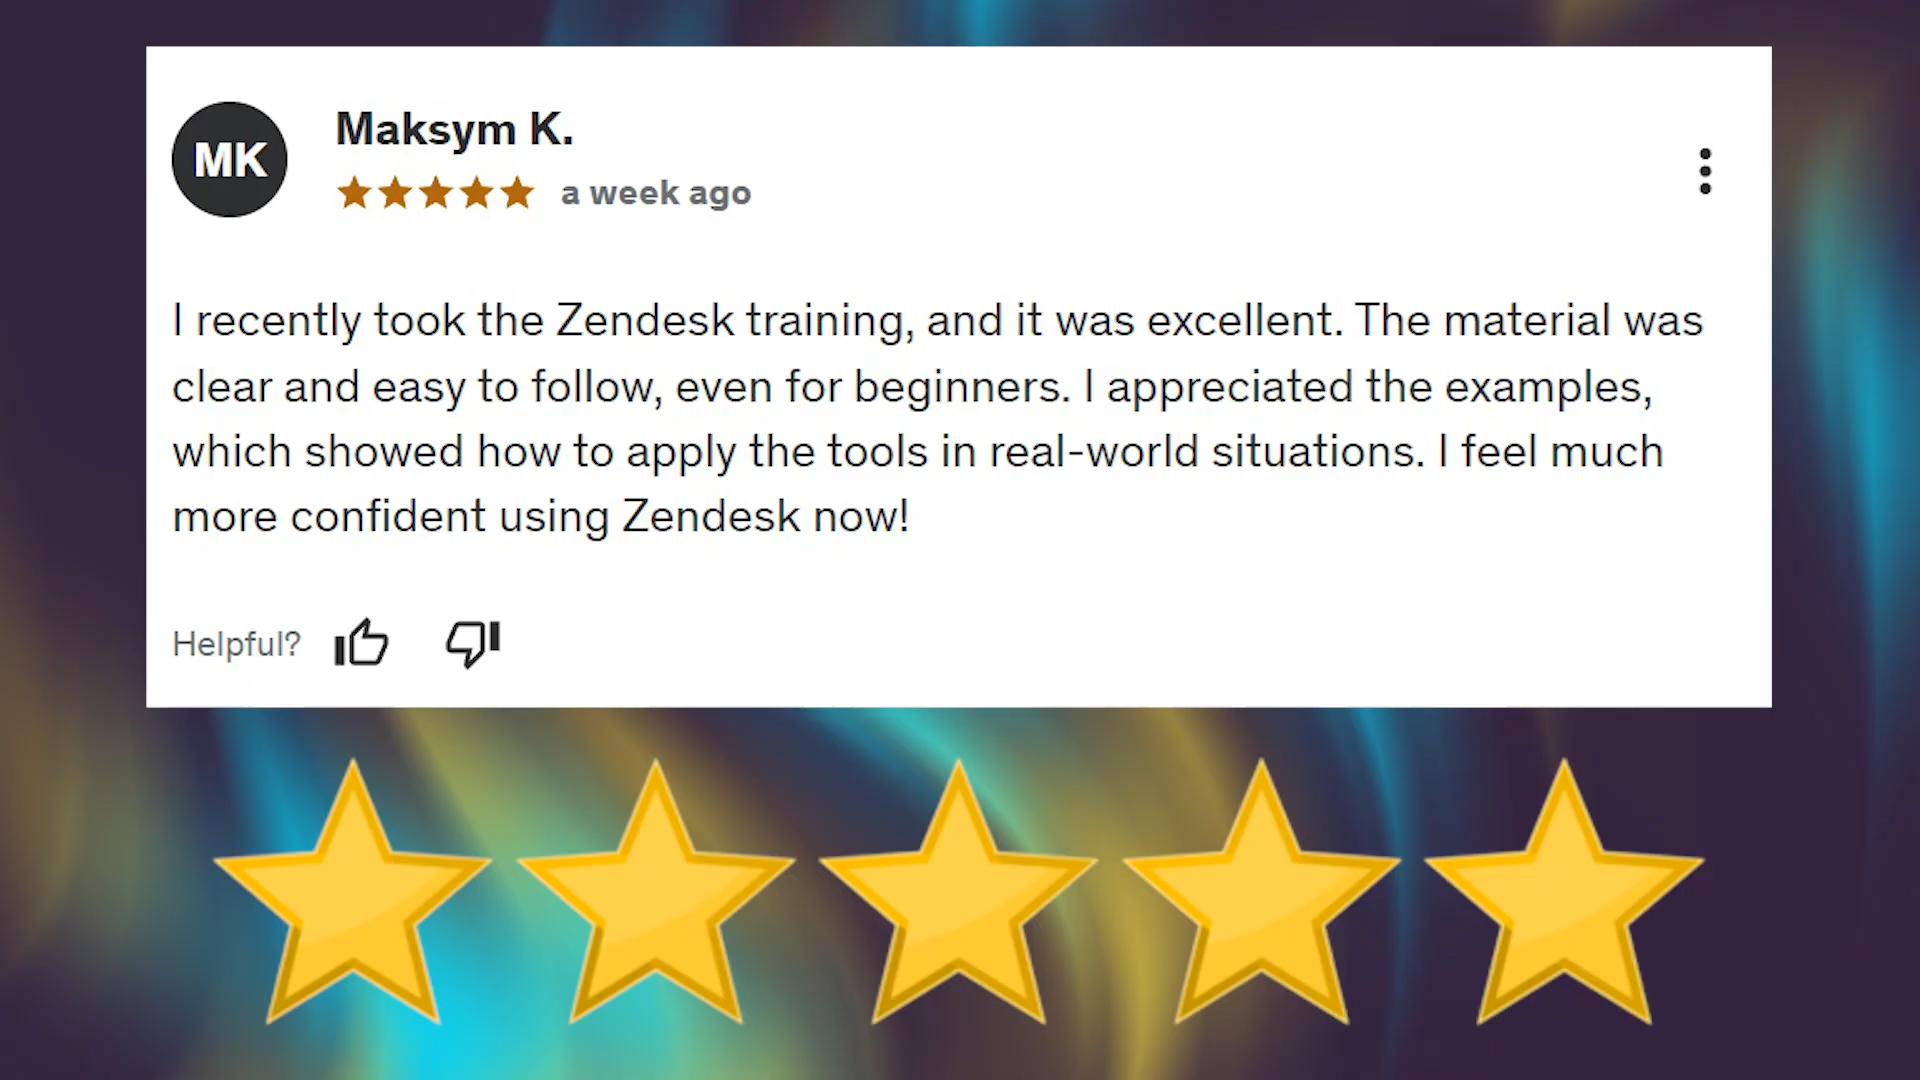 MK
Maksym K.
a week ago
I recently took the Zendesk training, and it was excellent. The material was
clear and easy to follow, even for beginners. I appreciated the examples,
which showed how to apply the tools in real-world situations. I feel much
more confident using Zendesk now!
Helpful?